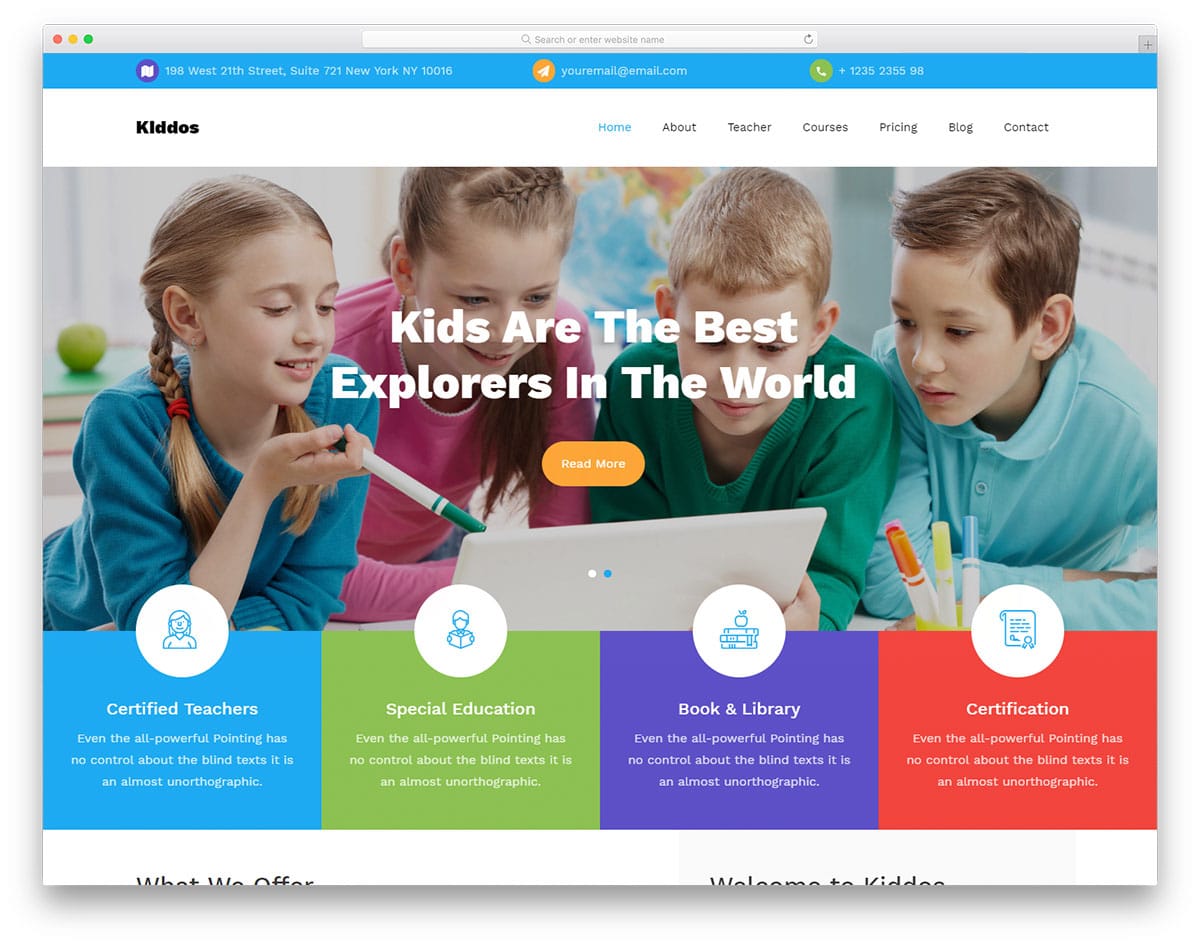 Search or enter website name
198 West 21th Street, Suite 721 New York NY 10016
youremail@email.com
+ 1235 2355 98
KIddos
Home About Teacher Courses Pricing Blog Contact
Kids Are The Best
Explorers In The World
Read More
Certified Teachers
Even the all-powerful Pointing has
no control about the blind texts it is
an almost unorthographic.
Special Education
Even the all-powerful Pointing has
no control about the blind texts it is
an almost unorthographic.
Book & Library
Even the all-powerful Pointing has
no control about the blind texts it is
an almost unorthographic.
Certification
Even the all-powerful Pointing has
no control about the blind texts it is
an almost unorthographic.
What We Offer
Welcome to Kiddos